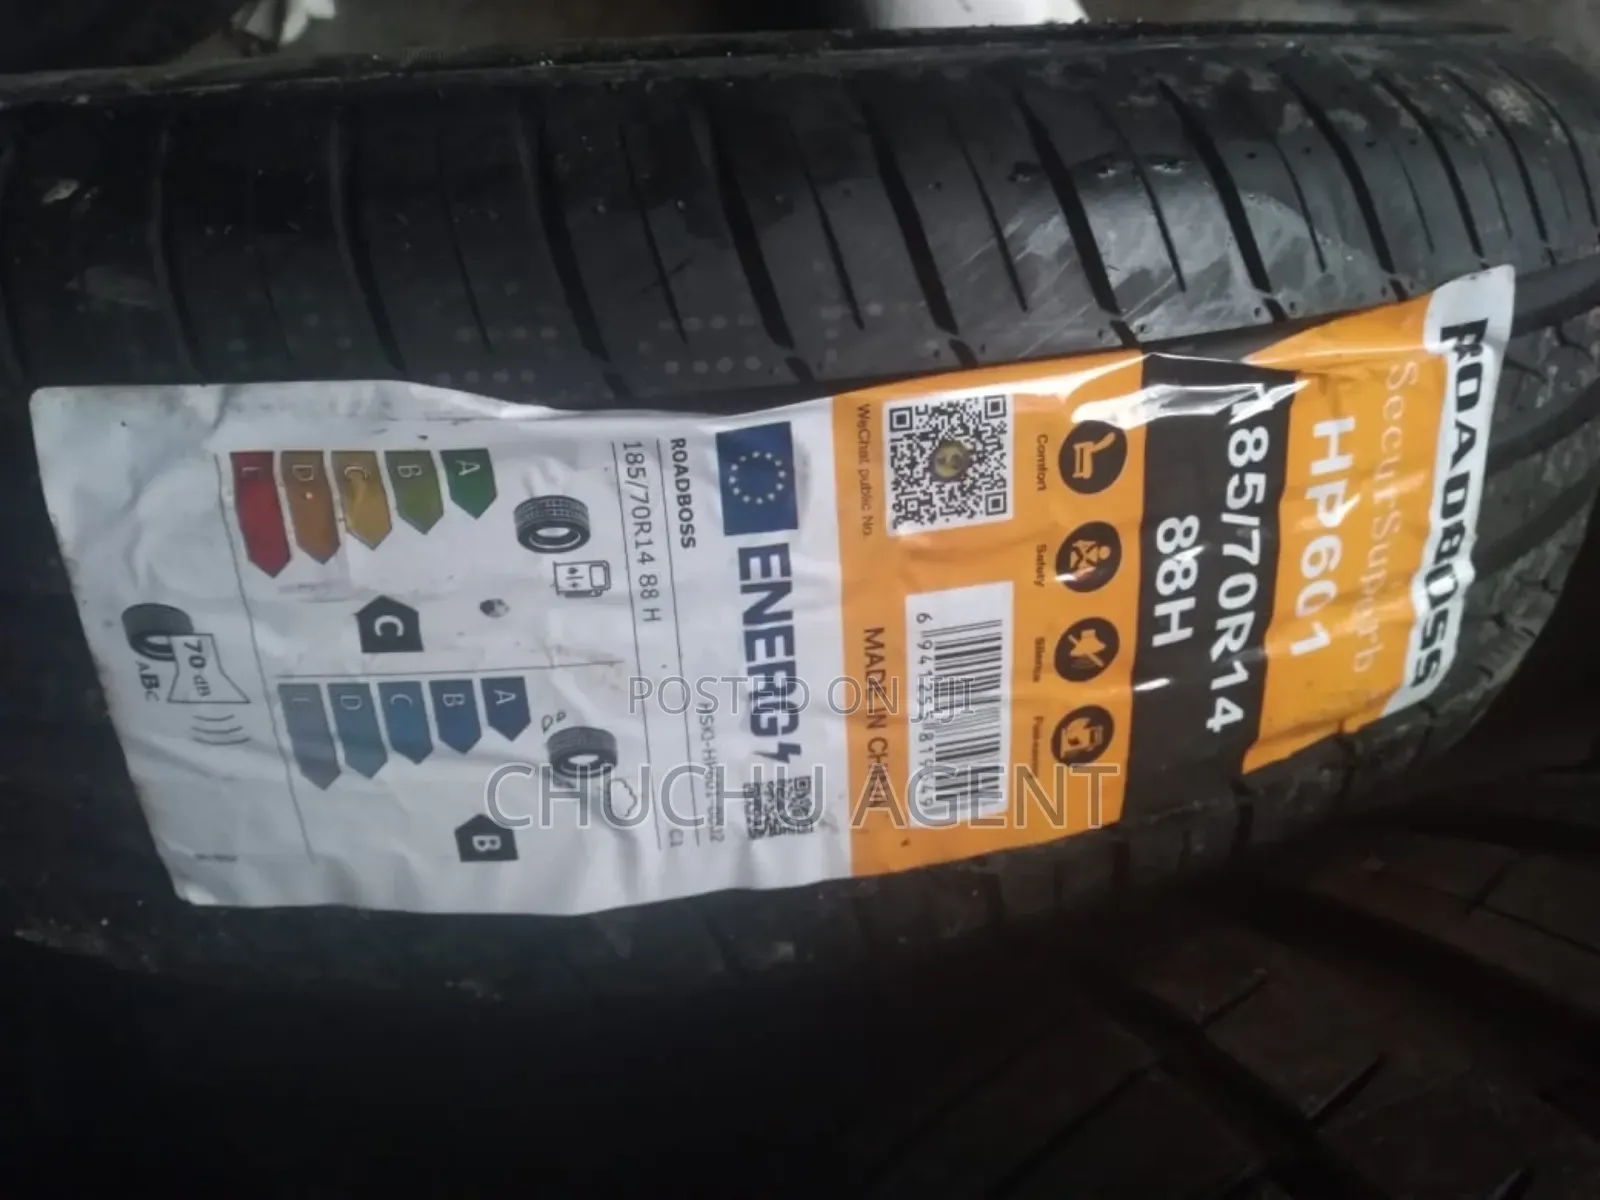 ROADBOSS
SecurSuperb
HP601
185/70R14
88H
Comfort
Safety
Silence
WeChat public No.
MADE IN CHINA
ENERG
ROADBOSS
185/70R14 88 H
C1
A
B
C
D
E
C
A
B
C
D
E
B
70 dB
ABC
POSTED ON JIJI
CHUCHU AGENT